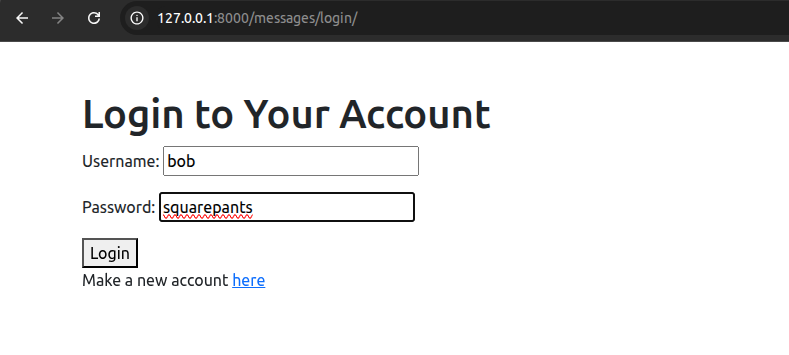 127.0.0.1:8000/messages/login/
Login to Your Account
Username: bob
Password: squarepants
Login
Make a new account here